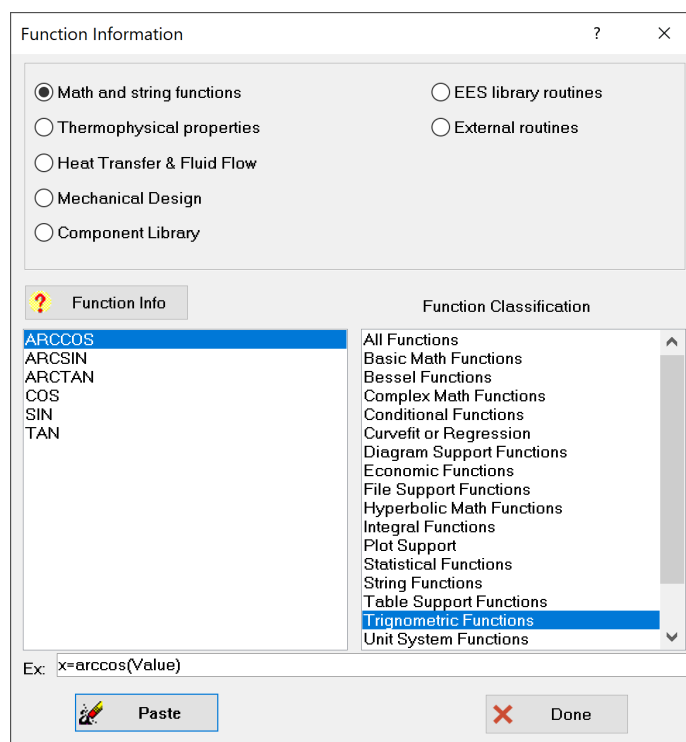 Function Information
?
Math and string functions
EES library routines
Thermophysical properties
External routines
Heat Transfer & Fluid Flow
Mechanical Design
Component Library
? Function Info
Function Classification
ARCCOS
ARCSIN
ARCTAN
COS
SIN
TAN
All Functions
Basic Math Functions
Bessel Functions
Complex Math Functions
Conditional Functions
Curvefit or Regression
Diagram Support Functions
Economic Functions
File Support Functions
Hyperbolic Math Functions
Integral Functions
Plot Support
Statistical Functions
String Functions
Table Support Functions
Trignometric Functions
Unit System Functions
Ex: x=arccos(Value)
Paste
Done